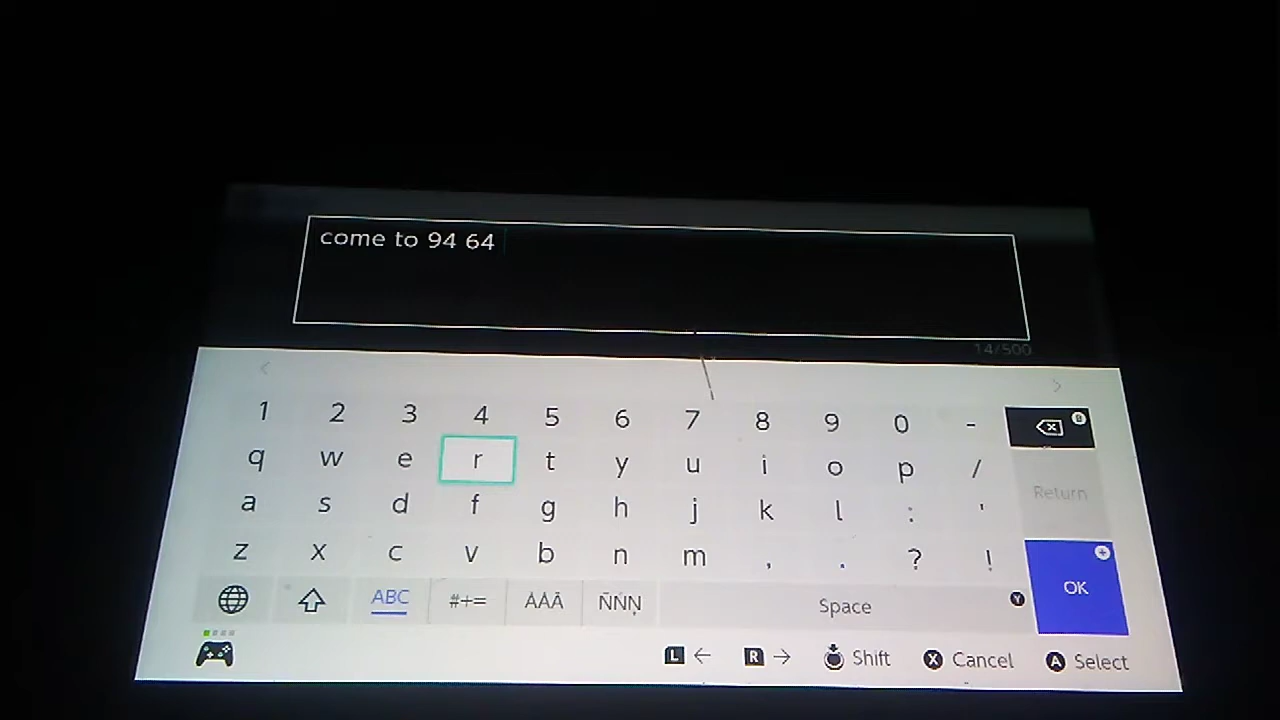 come to 94 64
14/500
< >
1 2 3 4 5 6 7 8 9 0 -
q w e r t y u i o p /
Return
a s d f g h j k l : '
z x c v b n m , . ? !
OK
ABC #+= ÀÁÂ ÑŃŅ Space Y
L ← R → Shift X Cancel A Select